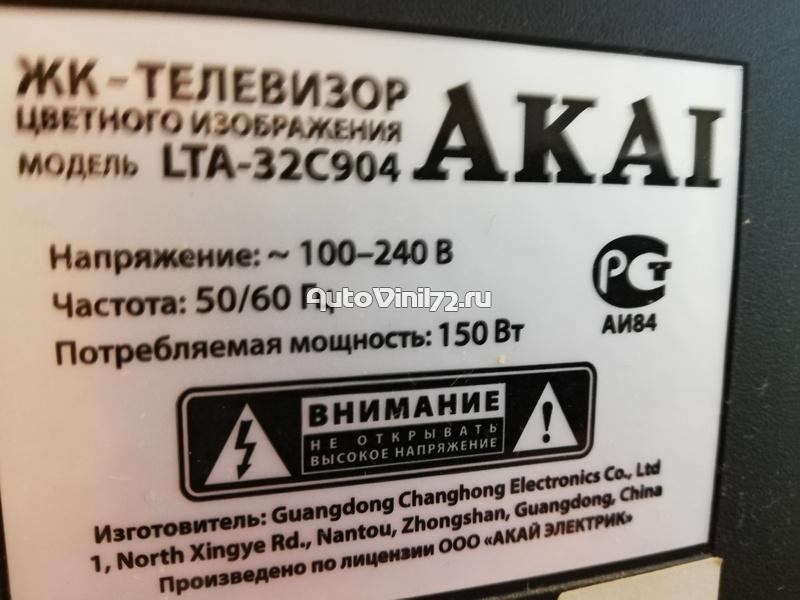 ЖК – ТЕЛЕВИЗОР
ЦВЕТНОГО ИЗОБРАЖЕНИЯ
МОДЕЛЬ LTA-32C904
AKAI
Напряжение: ~ 100–240 В
Частота: 50/60 Гц
AutoVinil72.ru
Потребляемая мощность: 150 Вт
РСТ
АИ84
ВНИМАНИЕ
НЕ ОТКРЫВАТЬ
ВЫСОКОЕ НАПРЯЖЕНИЕ
Изготовитель: Guangdong Changhong Electronics Co., Ltd
1, North Xingye Rd., Nantou, Zhongshan, Guangdong, China
Произведено по лицензии ООО «АКАЙ ЭЛЕКТРИК»